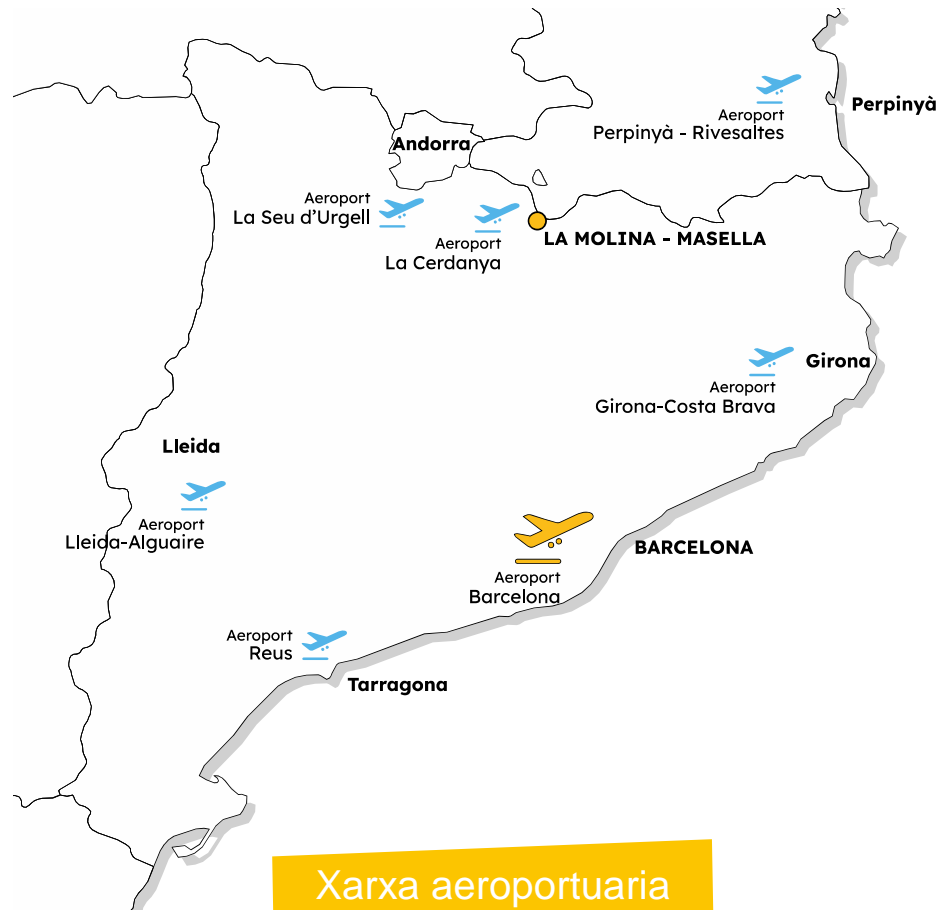 Aeroport
Perpinyà - Rivesaltes
Perpinyà
Andorra
Aeroport
La Seu d’Urgell
Aeroport
La Cerdanya
LA MOLINA - MASELLA
Girona
Aeroport
Girona-Costa Brava
Lleida
Aeroport
Lleida-Alguaire
BARCELONA
Aeroport
Barcelona
Aeroport
Reus
Tarragona
Xarxa aeroportuaria